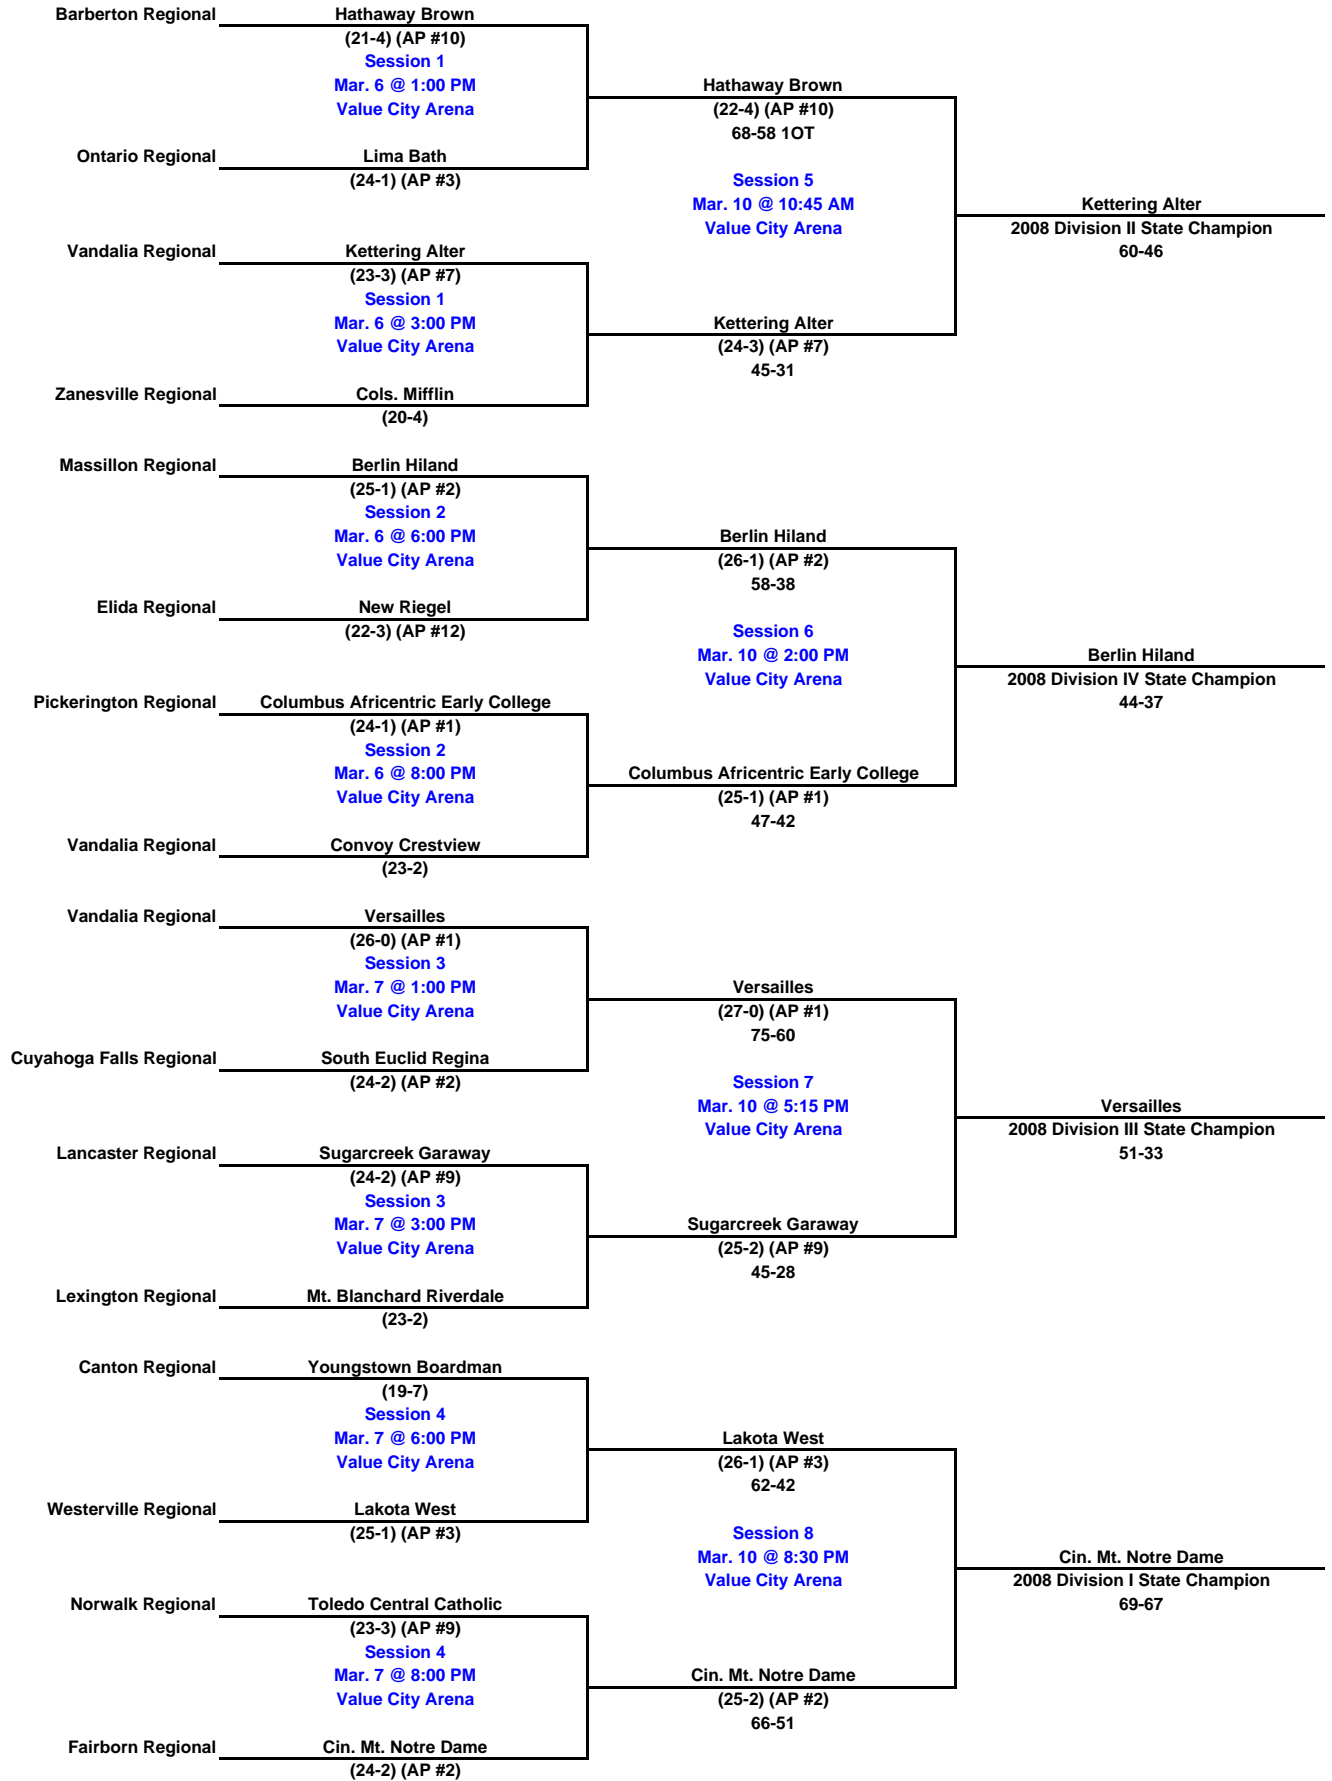 Barberton Regional
Hathaway Brown
(21-4) (AP #10)
Session 1
Mar. 6 @ 1:00 PM
Value City Arena
Ontario Regional
Lima Bath
(24-1) (AP #3)
Hathaway Brown
(22-4) (AP #10)
68-58 1OT
Session 5
Mar. 10 @ 10:45 AM
Value City Arena
Kettering Alter
2008 Division II State Champion
60-46
Vandalia Regional
Kettering Alter
(23-3) (AP #7)
Session 1
Mar. 6 @ 3:00 PM
Value City Arena
Zanesville Regional
Cols. Mifflin
(20-4)
Kettering Alter
(24-3) (AP #7)
45-31
Massillon Regional
Berlin Hiland
(25-1) (AP #2)
Session 2
Mar. 6 @ 6:00 PM
Value City Arena
Elida Regional
New Riegel
(22-3) (AP #12)
Berlin Hiland
(26-1) (AP #2)
58-38
Session 6
Mar. 10 @ 2:00 PM
Value City Arena
Berlin Hiland
2008 Division IV State Champion
44-37
Pickerington Regional
Columbus Africentric Early College
(24-1) (AP #1)
Session 2
Mar. 6 @ 8:00 PM
Value City Arena
Vandalia Regional
Convoy Crestview
(23-2)
Columbus Africentric Early College
(25-1) (AP #1)
47-42
Vandalia Regional
Versailles
(26-0) (AP #1)
Session 3
Mar. 7 @ 1:00 PM
Value City Arena
Cuyahoga Falls Regional
South Euclid Regina
(24-2) (AP #2)
Versailles
(27-0) (AP #1)
75-60
Session 7
Mar. 10 @ 5:15 PM
Value City Arena
Versailles
2008 Division III State Champion
51-33
Lancaster Regional
Sugarcreek Garaway
(24-2) (AP #9)
Session 3
Mar. 7 @ 3:00 PM
Value City Arena
Lexington Regional
Mt. Blanchard Riverdale
(23-2)
Sugarcreek Garaway
(25-2) (AP #9)
45-28
Canton Regional
Youngstown Boardman
(19-7)
Session 4
Mar. 7 @ 6:00 PM
Value City Arena
Westerville Regional
Lakota West
(25-1) (AP #3)
Lakota West
(26-1) (AP #3)
62-42
Session 8
Mar. 10 @ 8:30 PM
Value City Arena
Cin. Mt. Notre Dame
2008 Division I State Champion
69-67
Norwalk Regional
Toledo Central Catholic
(23-3) (AP #9)
Session 4
Mar. 7 @ 8:00 PM
Value City Arena
Fairborn Regional
Cin. Mt. Notre Dame
(24-2) (AP #2)
Cin. Mt. Notre Dame
(25-2) (AP #2)
66-51